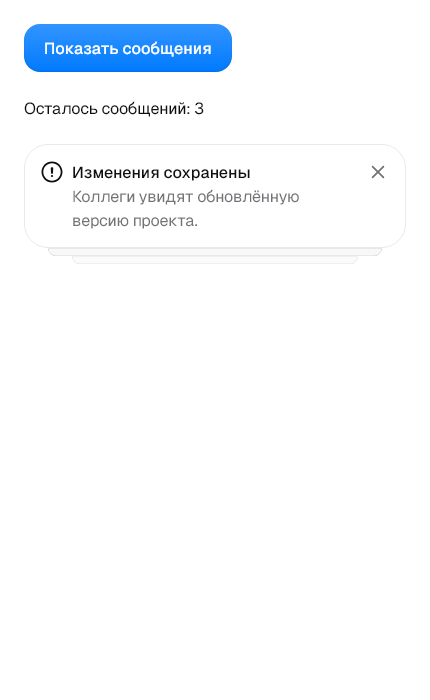 Показать сообщения
Осталось сообщений: 3
Изменения сохранены
Коллеги увидят обновлённую
версию проекта.